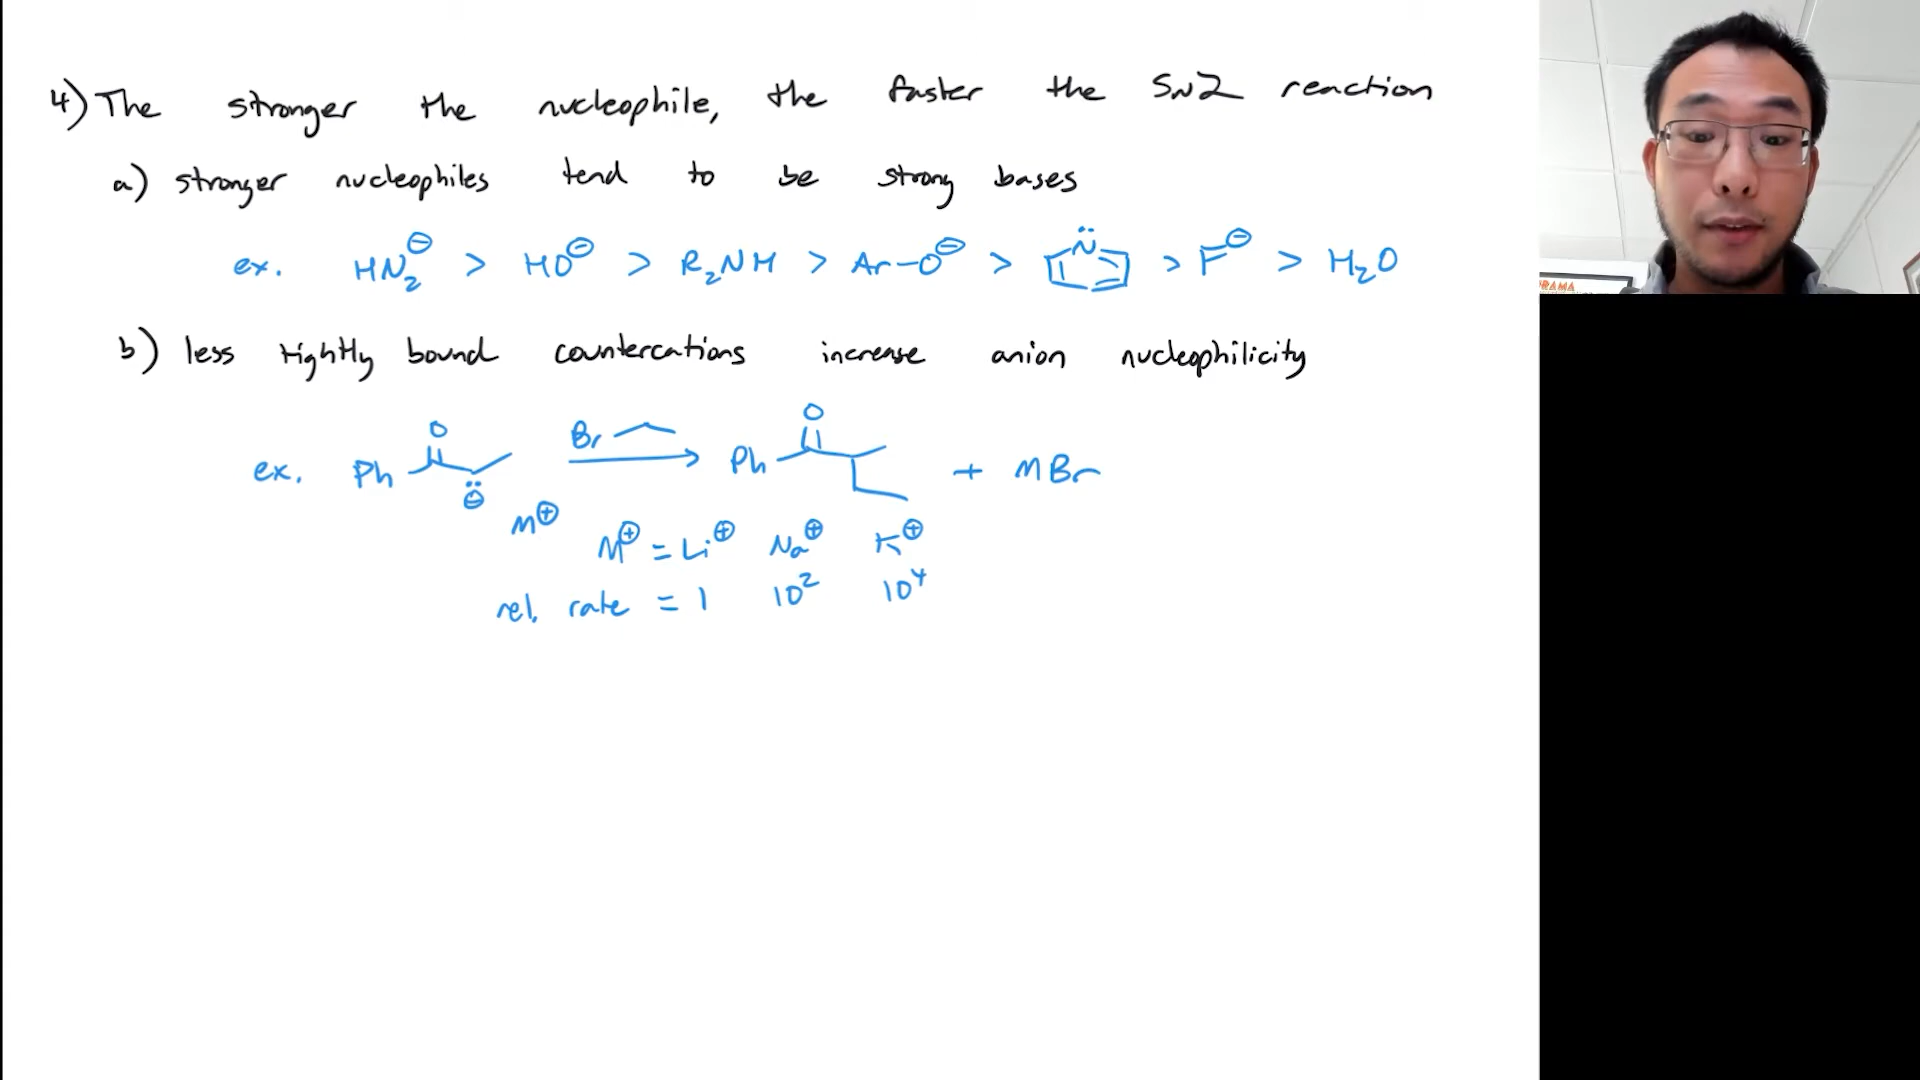 4) The stronger the nucleophile, the faster the SN2 reaction
a) stronger nucleophiles tend to be strong bases
ex. HN₂⊖ > HO⊖ > R₂NH > Ar-O⊖ > N̈ > F⊖ > H₂O
b) less tightly bound countercations increase anion nucleophilicity
O Br O
ex. Ph ⊖ M⊕ → Ph + MBr
M⊕ = Li⊕ Na⊕ K⊕
rel. rate = 1 10² 10⁴
RAMA